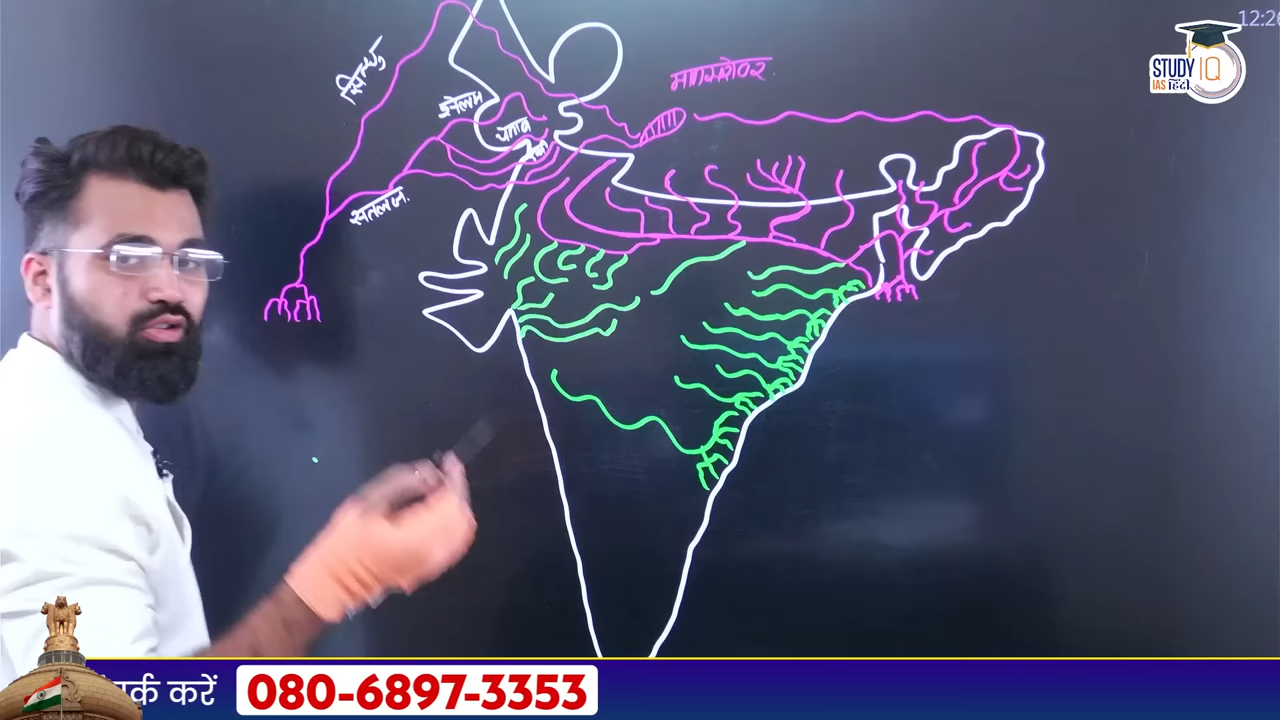 12:26
STUDY IQ
IAS हिंदी
सिन्धु
मानसरोवर
झेलम
चेनाब
सतलज.
र्क करें
080-6897-3353